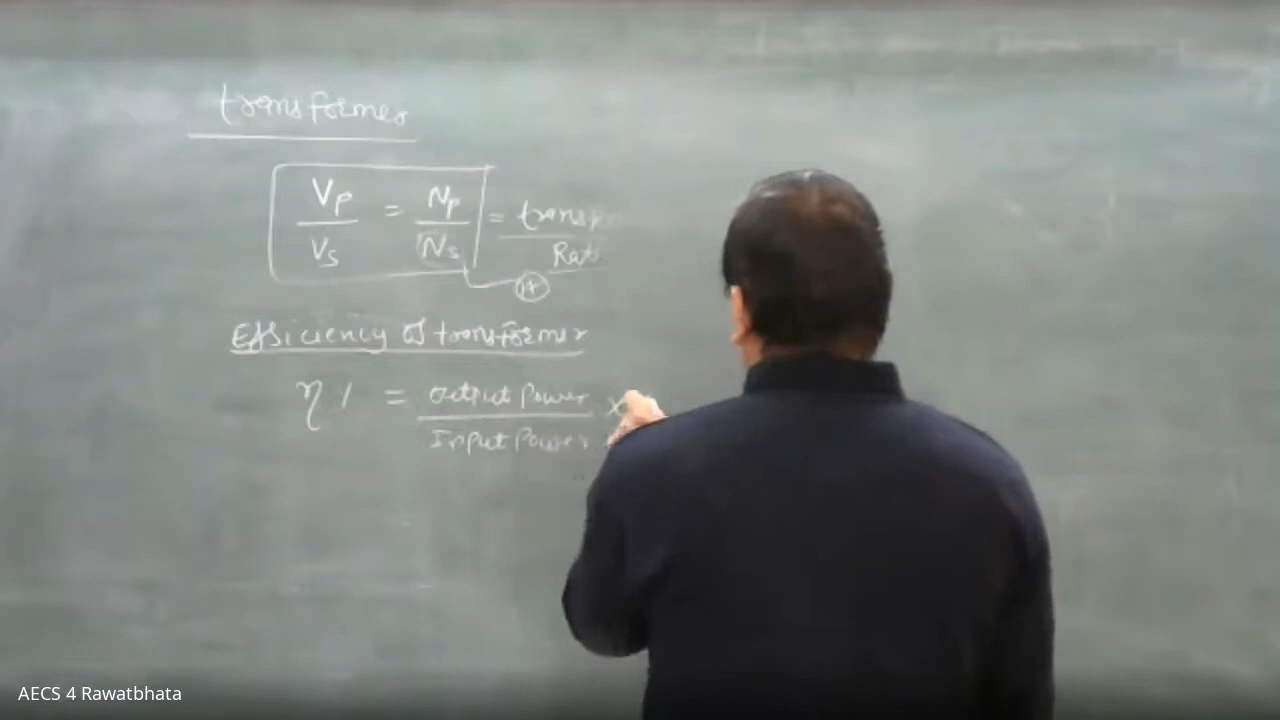 transformer
Vp / Vs = Np / Ns =
Efficiency of transformer
η % = output power / Input Power ×
AECS 4 Rawatbhata